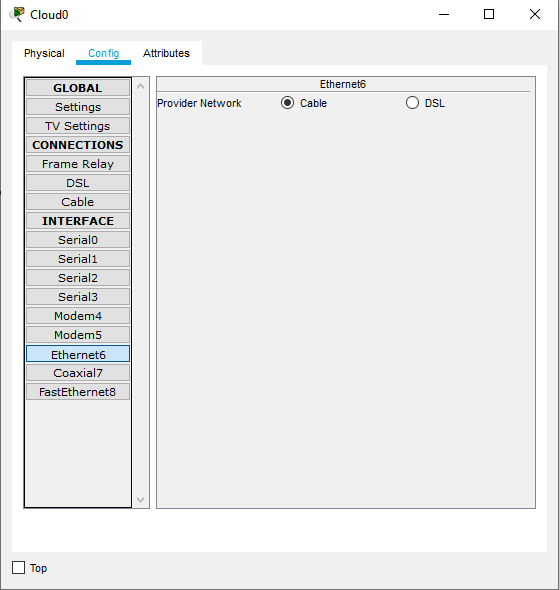 Cloud0
Physical Config Attributes
GLOBAL
Settings
TV Settings
CONNECTIONS
Frame Relay
DSL
Cable
INTERFACE
Serial0
Serial1
Serial2
Serial3
Modem4
Modem5
Ethernet6
Coaxial7
FastEthernet8
Ethernet6
Provider Network Cable DSL
Top